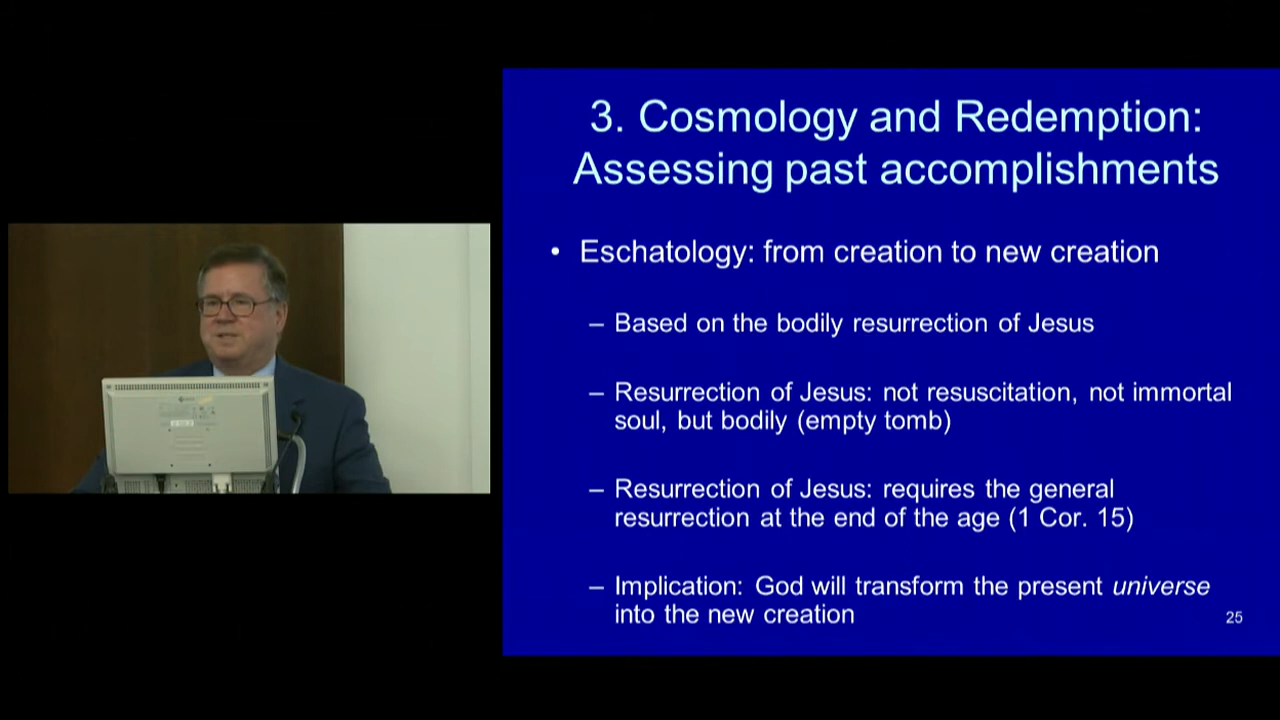 3. Cosmology and Redemption:
Assessing past accomplishments
• Eschatology: from creation to new creation
– Based on the bodily resurrection of Jesus
– Resurrection of Jesus: not resuscitation, not immortal
soul, but bodily (empty tomb)
– Resurrection of Jesus: requires the general
resurrection at the end of the age (1 Cor. 15)
– Implication: God will transform the present universe
into the new creation
25